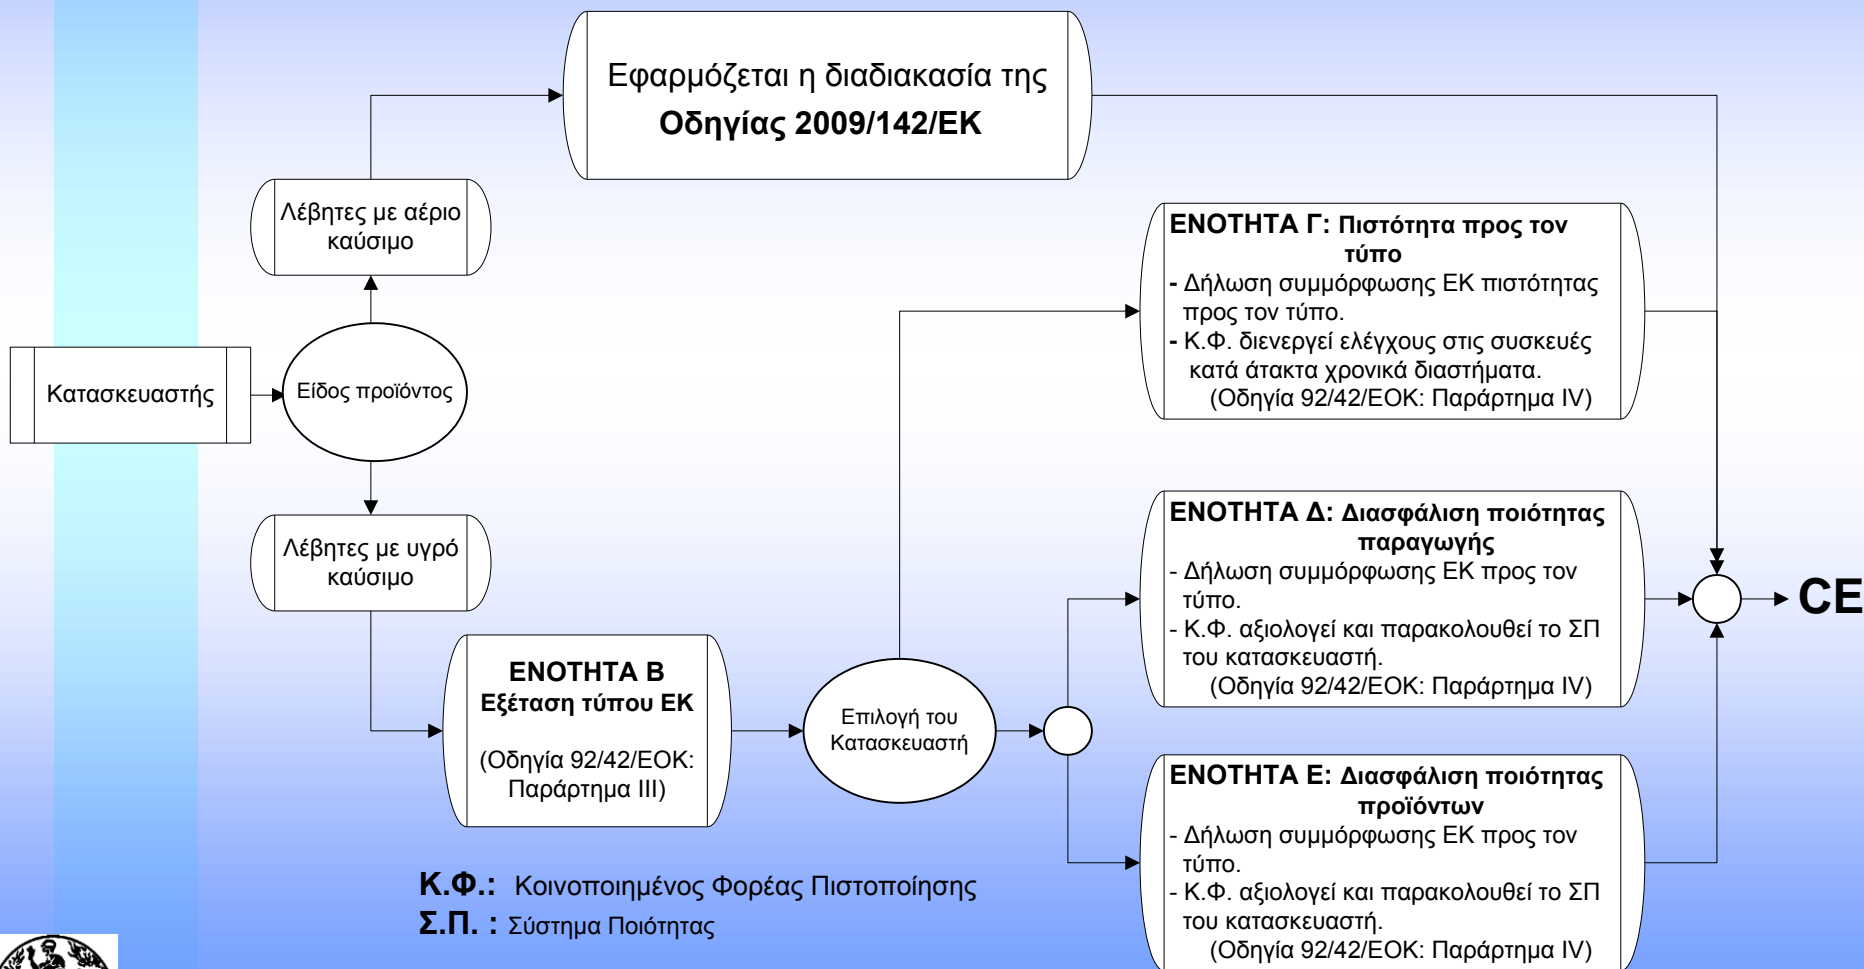 Εφαρμόζεται η διαδιακασία της
Οδηγίας 2009/142/ΕΚ
Λέβητες με αέριο
καύσιμο
Κατασκευαστής
Είδος προϊόντος
Λέβητες με υγρό
καύσιμο
ΕΝΟΤΗΤΑ Β
Εξέταση τύπου ΕΚ
(Οδηγία 92/42/ΕΟΚ:
Παράρτημα ΙΙΙ)
Επιλογή του
Κατασκευαστή
ΕΝΟΤΗΤΑ Γ: Πιστότητα προς τον
τύπο
- Δήλωση συμμόρφωσης ΕΚ πιστότητας
προς τον τύπο.
- Κ.Φ. διενεργεί ελέγχους στις συσκευές
κατά άτακτα χρονικά διαστήματα.
(Οδηγία 92/42/ΕΟΚ: Παράρτημα IV)
ΕΝΟΤΗΤΑ Δ: Διασφάλιση ποιότητας
παραγωγής
- Δήλωση συμμόρφωσης ΕΚ προς τον
τύπο.
- Κ.Φ. αξιολογεί και παρακολουθεί το ΣΠ
του κατασκευαστή.
(Οδηγία 92/42/ΕΟΚ: Παράρτημα IV)
ΕΝΟΤΗΤΑ Ε: Διασφάλιση ποιότητας
προϊόντων
- Δήλωση συμμόρφωσης ΕΚ προς τον
τύπο.
- Κ.Φ. αξιολογεί και παρακολουθεί το ΣΠ
του κατασκευαστή.
(Οδηγία 92/42/ΕΟΚ: Παράρτημα IV)
CE
Κ.Φ.: Κοινοποιημένος Φορέας Πιστοποίησης
Σ.Π. : Σύστημα Ποιότητας